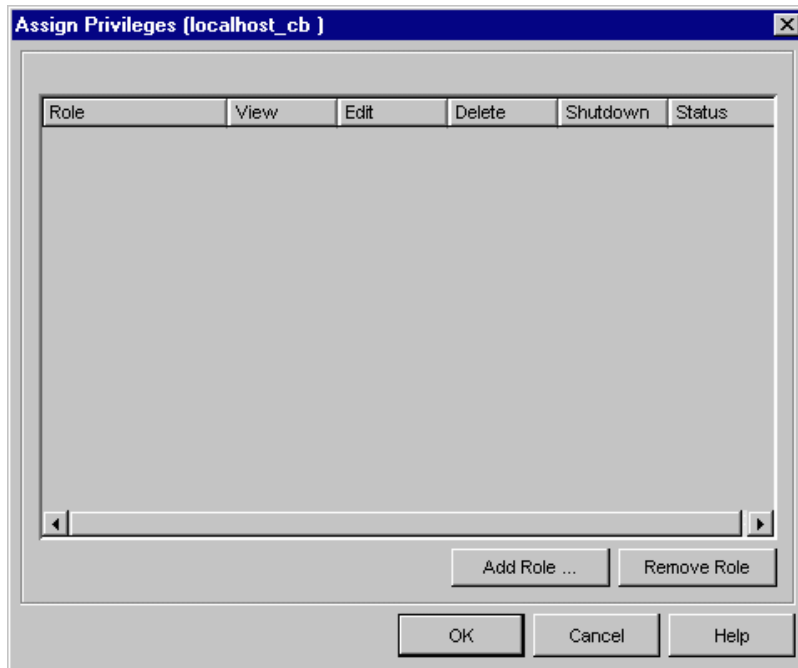 Assign Privileges (localhost_cb )
Role View Edit Delete Shutdown Status
Add Role ... Remove Role
OK Cancel Help